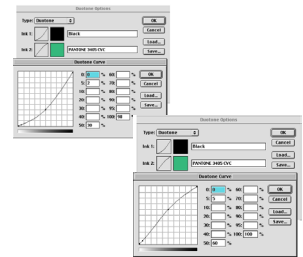 Duotone Options
Type: Duotone OK
Ink 1: Black Cancel
Load...
Ink 2: PANTONE 3405 CVC Save...
Duotone Curve
0: 0 % 60: % OK
5: 2 % 70: % Cancel
10: % 80: % Load...
20: % 90: % Save...
30: % 95: %
40: % 100: 90 %
50: 30 %
Duotone Options
Type: Duotone OK
Ink 1: Black Cancel
Load...
Ink 2: PANTONE 3405 CVC Save...
Duotone Curve
0: 0 % 60: % OK
5: 5 % 70: % Cancel
10: % 80: % Load...
20: % 90: % Save...
30: % 95: %
40: % 100: 100 %
50: 60 %